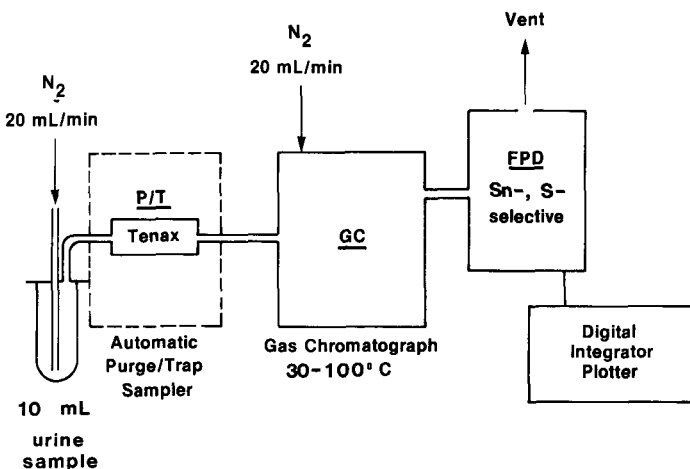 N2
20 mL/min
10 mL
urine
sample
P/T
Tenax
Automatic
Purge/Trap
Sampler
N2
20 mL/min
GC
Gas Chromatograph
30-100° C
Vent
FPD
Sn-, S-
selective
Digital
Integrator
Plotter